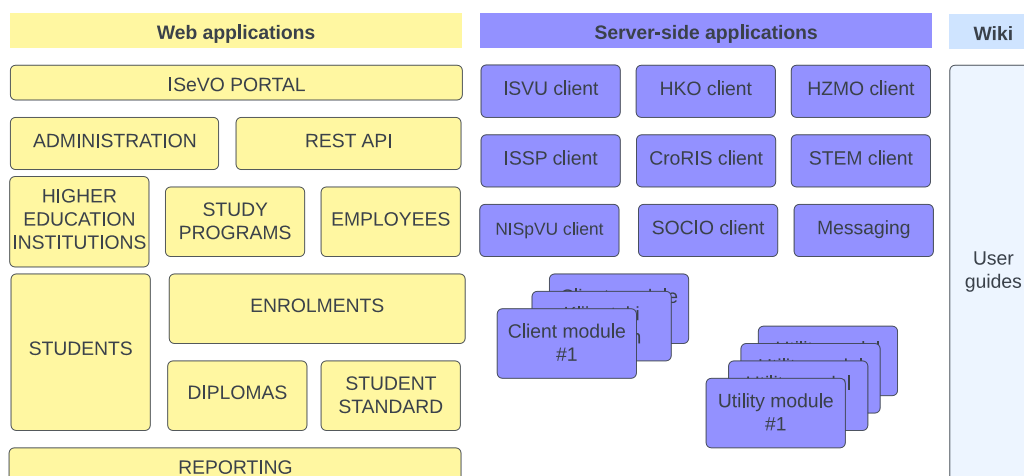 Web applications
Server-side applications
Wiki
ISeVO PORTAL
ADMINISTRATION
REST API
HIGHER
EDUCATION
INSTITUTIONS
STUDY
PROGRAMS
EMPLOYEES
STUDENTS
ENROLMENTS
DIPLOMAS
STUDENT
STANDARD
REPORTING
ISVU client
HKO client
HZMO client
ISSP client
CroRIS client
STEM client
NISpVU client
SOCIO client
Messaging
Client module
#1
Utility module
#1
User
guides